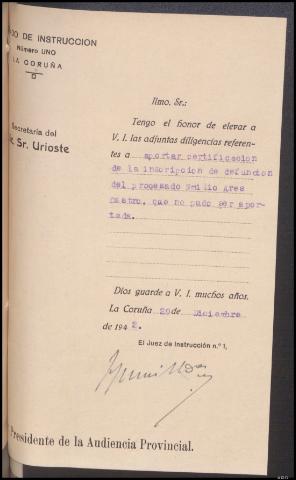 DO DE INSTRUCCION
Número UNO
LA CORUÑA
Secretaría del
Sr. Urioste
Ilmo. Sr.:
Tengo el honor de elevar a
V. I. las adjuntas diligencias referen-
tes a aportar certificacion
de la inscripcion de defuncion
del procesado Emilio Ares
Castro, que no pudo ser apor-
tada.
Dios guarde a V. I. muchos años.
La Coruña 29 de Diciembre
de 1942.
El Juez de Instrucción n.º 1,
Presidente de la Audiencia Provincial.